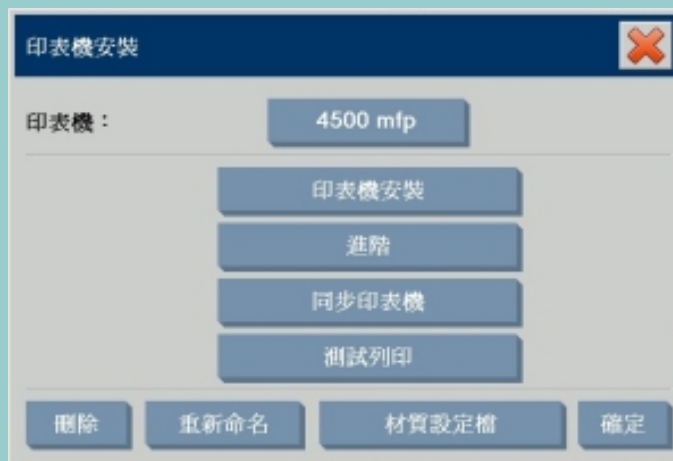 印表機安裝
印表機：
4500 mfp
印表機安裝
進階
同步印表機
測試列印
刪除
重新命名
材質設定檔
確定